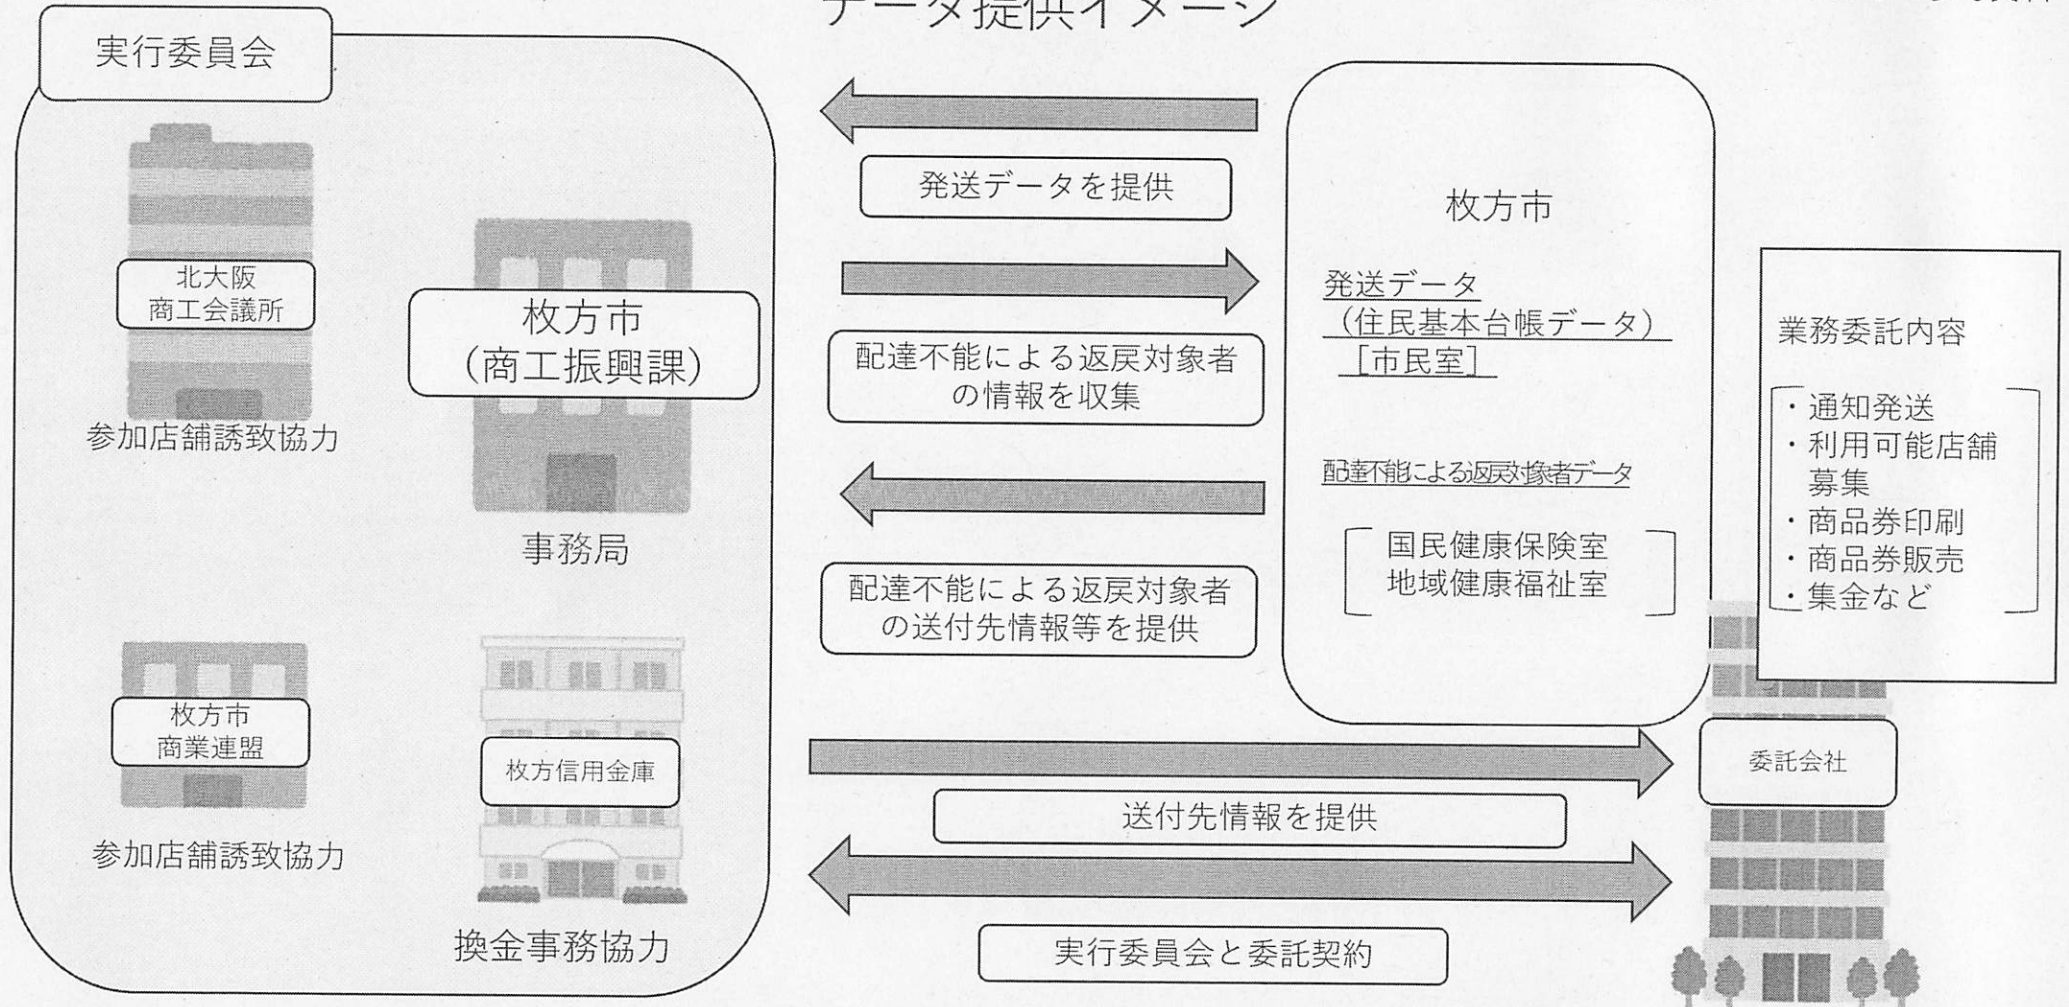 データ提供イメージ
実行委員会
北大阪
商工会議所
参加店舗誘致協力
枚方市
(商工振興課)
事務局
枚方市
商業連盟
参加店舗誘致協力
枚方信用金庫
換金事務協力
発送データを提供
配達不能による返戻対象者
の情報を収集
配達不能による返戻対象者
の送付先情報等を提供
送付先情報を提供
実行委員会と委託契約
枚方市
発送データ
(住民基本台帳データ)
[市民室]
配達不能による返戻対象者データ
国民健康保険室
地域健康福祉室
業務委託内容
・通知発送
・利用可能店舗
募集
・商品券印刷
・商品券販売
・集金など
委託会社